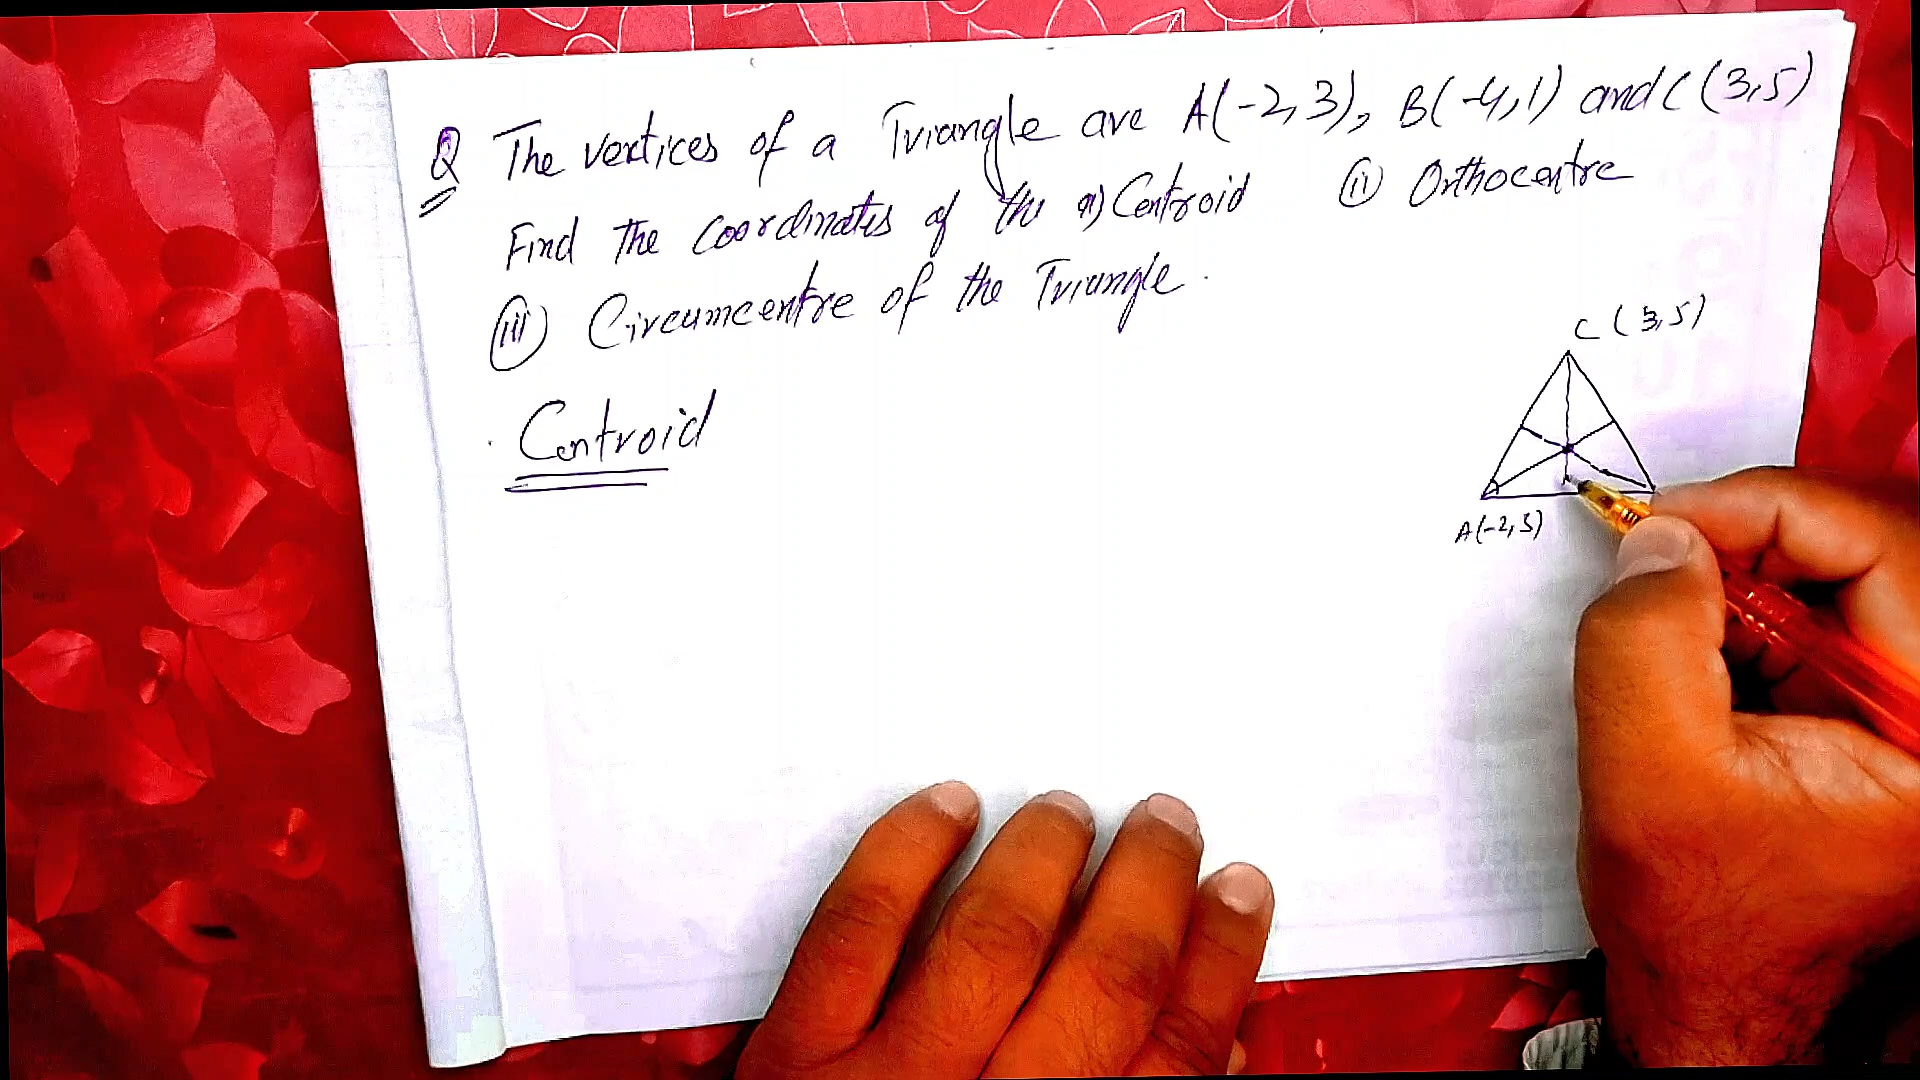 Q The vertices of a Triangle are A(-2,3), B(-4,1) and C (3,5)
Find The Coordinates of the a) Centroid (ii) Orthocentre
(iii) Circumcentre of the Triangle.
Centroid
C (3,5)
A(-2,3)